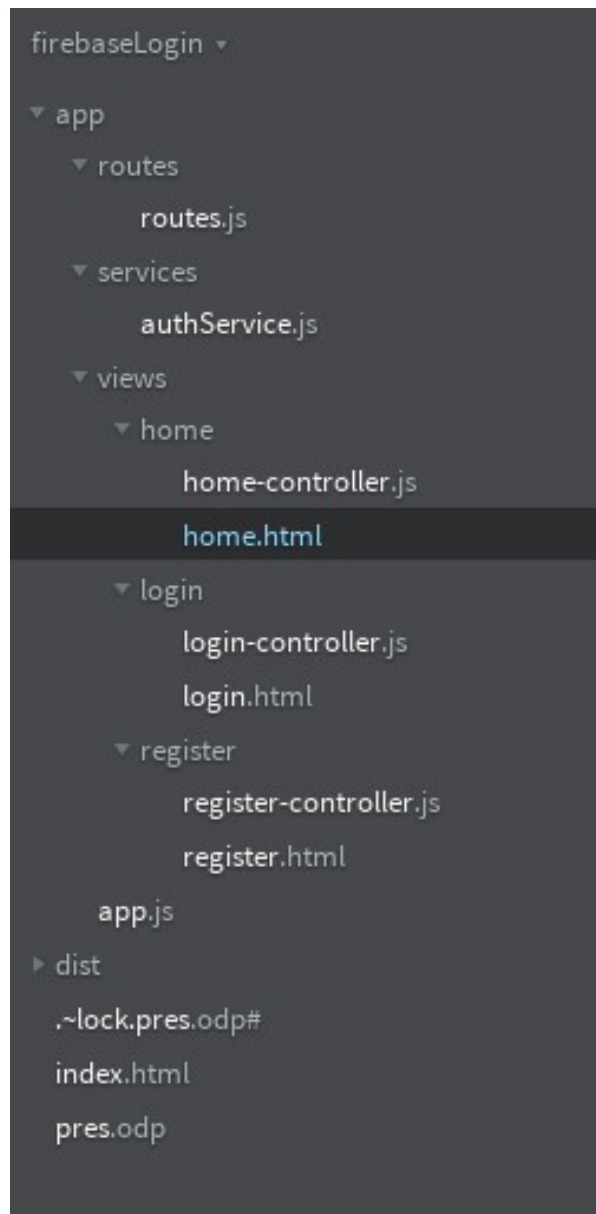 firebaseLogin
app
routes
routes.js
services
authService.js
views
home
home-controller.js
home.html
login
login-controller.js
login.html
register
register-controller.js
register.html
app.js
dist
.~lock.pres.odp#
index.html
pres.odp